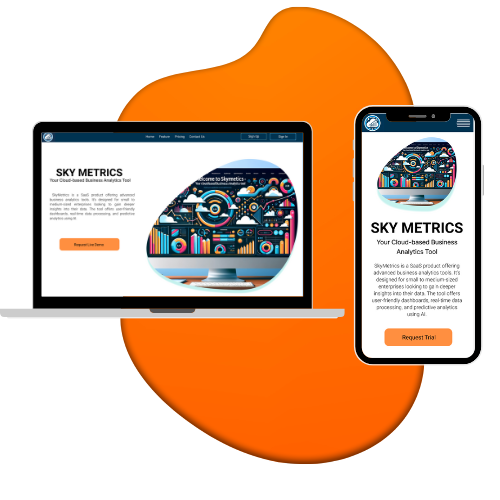 Home Feature Pricing Contact Us Sign In
SKY METRICS
Your Cloud-based Business Analytics Tool
SkyMetrics is a SaaS product offering advanced
business analytics tools. It's designed for small to
medium-sized enterprises looking to gain deeper
insights into their data. The tool offers user-friendly
dashboards, real-time data processing, and predictive
analytics using AI.
Welcome to Skymetrics
SKY METRICS
Your Cloud-based Business
Analytics Tool
SkyMetrics is a SaaS product offering
advanced business analytics tools. It's
designed for small to medium-sized
enterprises looking to gain deeper
insights into their data. The tool offers
user-friendly dashboards, real-time data
processing, and predictive analytics
using AI.
Request Trial